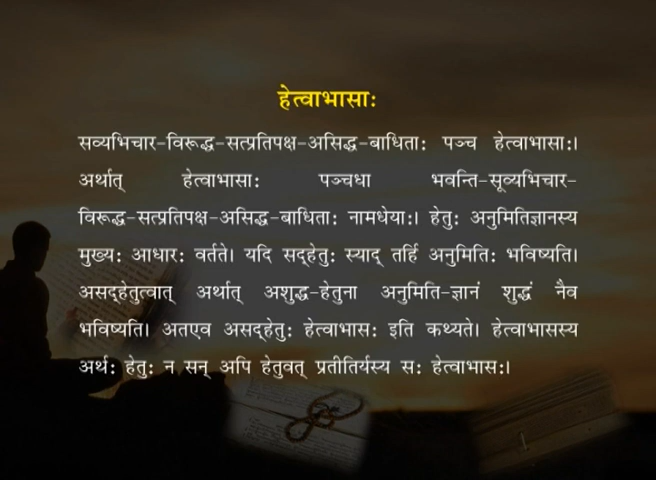 हेत्वाभासाः
सव्यभिचार-विरूद्ध-सत्प्रतिपक्ष-असिद्ध-बाधिताः पञ्च हेत्वाभासाः।
अर्थात् हेत्वाभासाः पञ्चधा भवन्ति-सूव्यभिचार-
विरूद्ध-सत्प्रतिपक्ष-असिद्ध-बाधिताः नामधेयाः। हेतुः अनुमितिज्ञानस्य
मुख्यः आधारः वर्तते। यदि सद्हेतुः स्याद् तर्हि अनुमितिः भविष्यति।
असद्हेतुत्वात् अर्थात् अशुद्ध-हेतुना अनुमिति-ज्ञानं शुद्धं नैव
भविष्यति। अतएव असद्हेतुः हेत्वाभासः इति कथ्यते। हेत्वाभासस्य
अर्थः हेतुः न सन् अपि हेतुवत् प्रतीतिर्यस्य सः हेत्वाभासः।